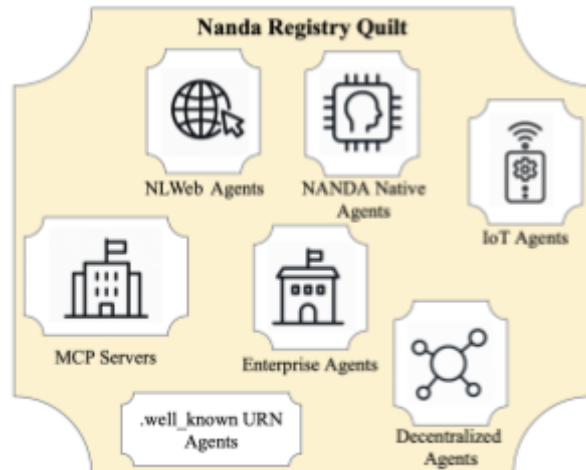 Nanda Registry Quilt
NLWeb Agents
NANDA Native
Agents
IoT Agents
MCP Servers
Enterprise Agents
.well_known URN
Agents
Decentralized
Agents